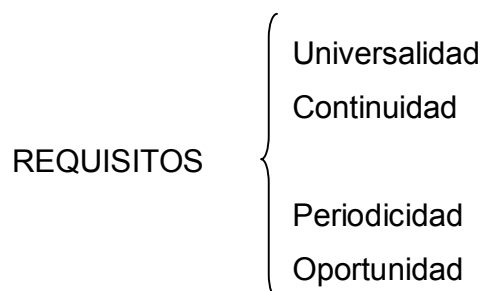 Universalidad
Continuidad
REQUISITOS
Periodicidad
Oportunidad